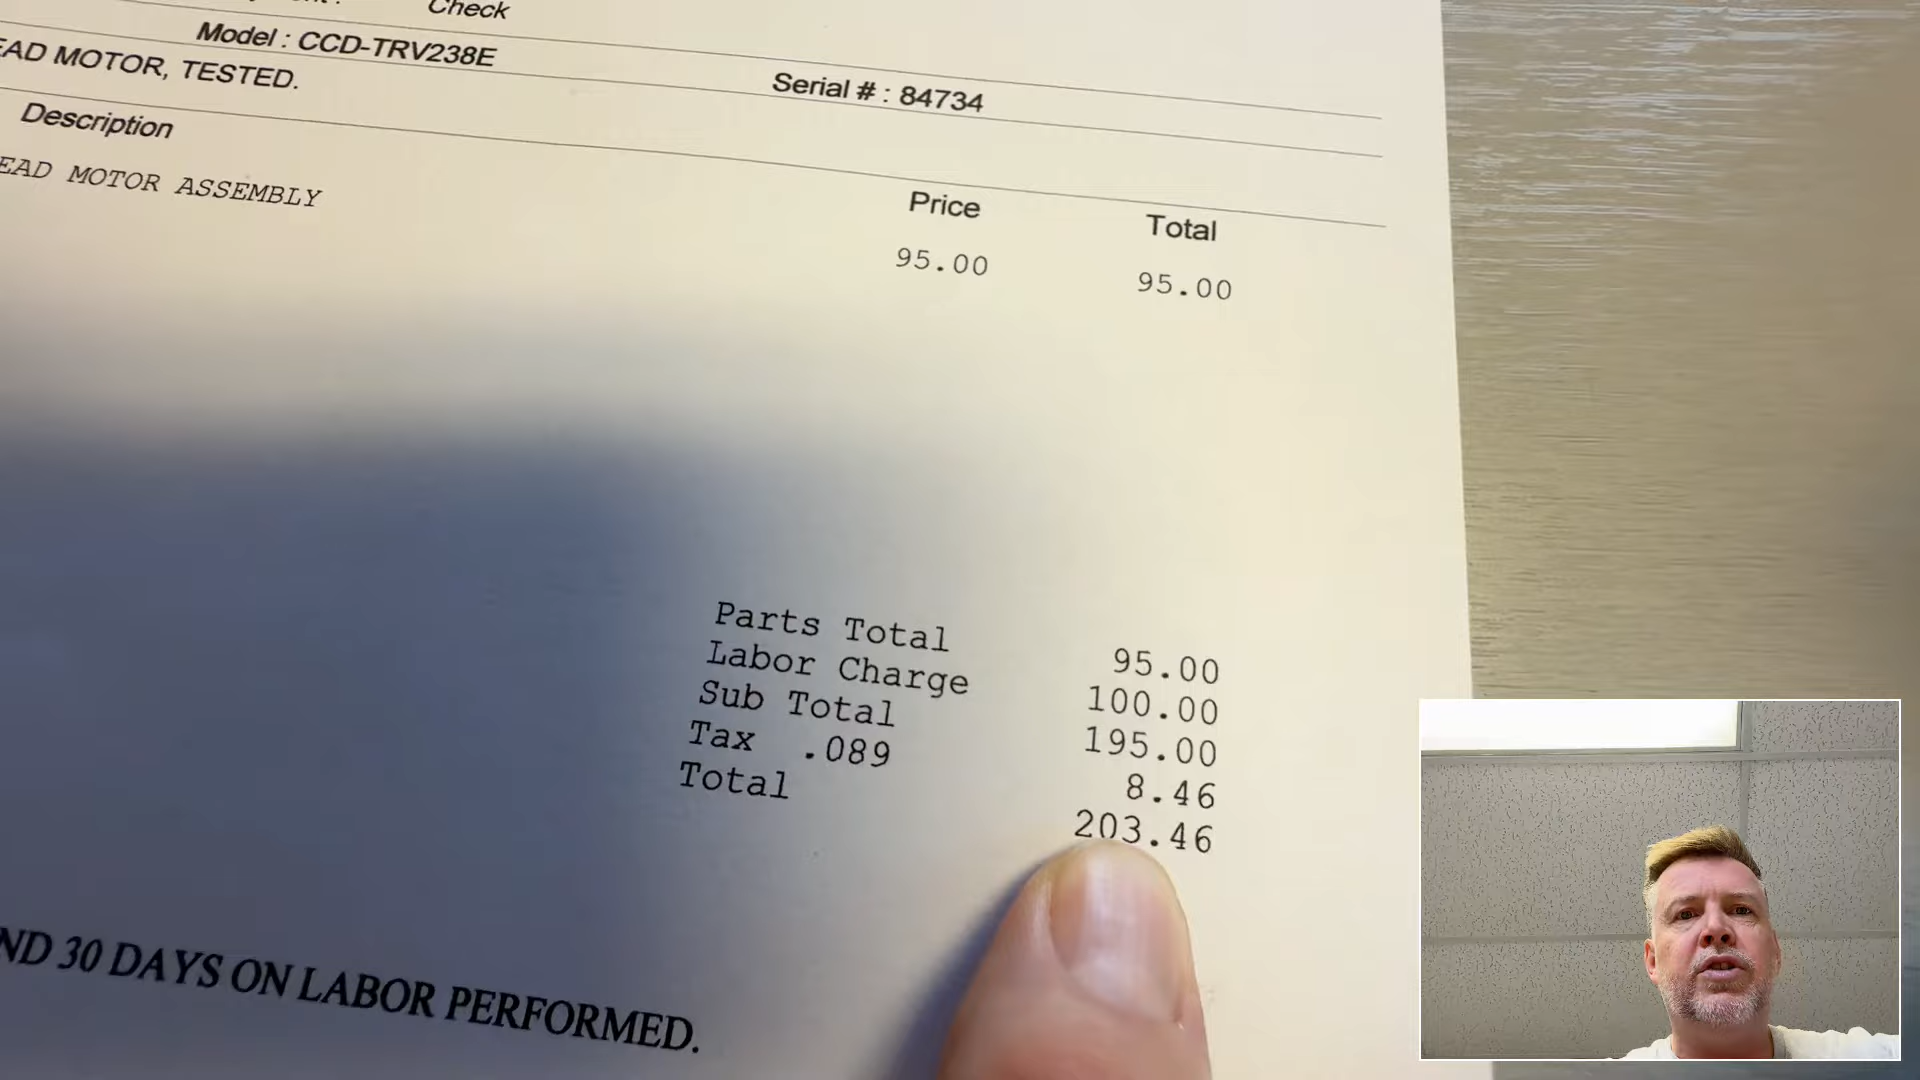 Check
Model : CCD-TRV238E
Serial # : 84734
EAD MOTOR, TESTED.
Description
Price
Total
EAD MOTOR ASSEMBLY
95.00
95.00
Parts Total 95.00
Labor Charge 100.00
Sub Total 195.00
Tax .089 8.46
Total 203.46
ND 30 DAYS ON LABOR PERFORMED.